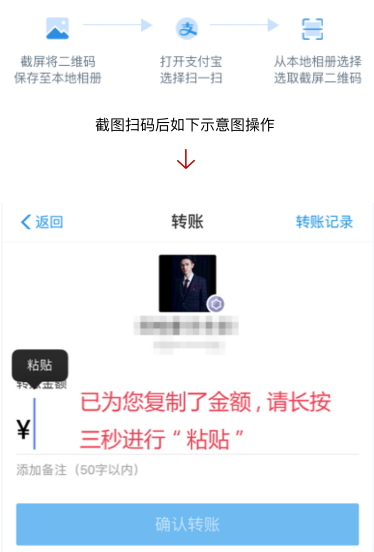 截屏将二维码
保存至本地相册
打开支付宝
选择扫一扫
从本地相册选择
选取截屏二维码
截图扫码后如下示意图操作
返回
转账
转账记录
粘贴
转账金额
¥
已为您复制了金额，请长按
三秒进行“粘贴”
添加备注（50字以内）
确认转账